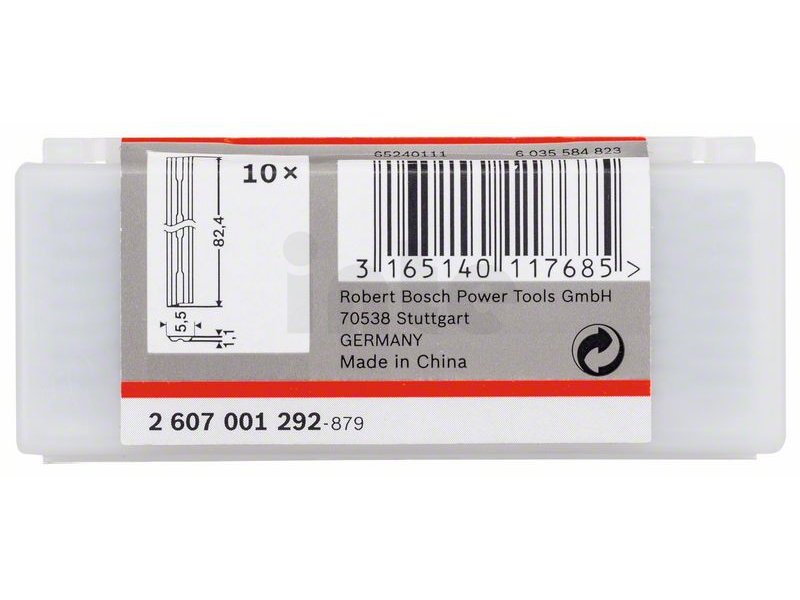 65240111 6 035 584 823
10 ×
82,4
5,5
1,1
3 165140 117685 >
Robert Bosch Power Tools GmbH
70538 Stuttgart
GERMANY
Made in China
2 607 001 292-879